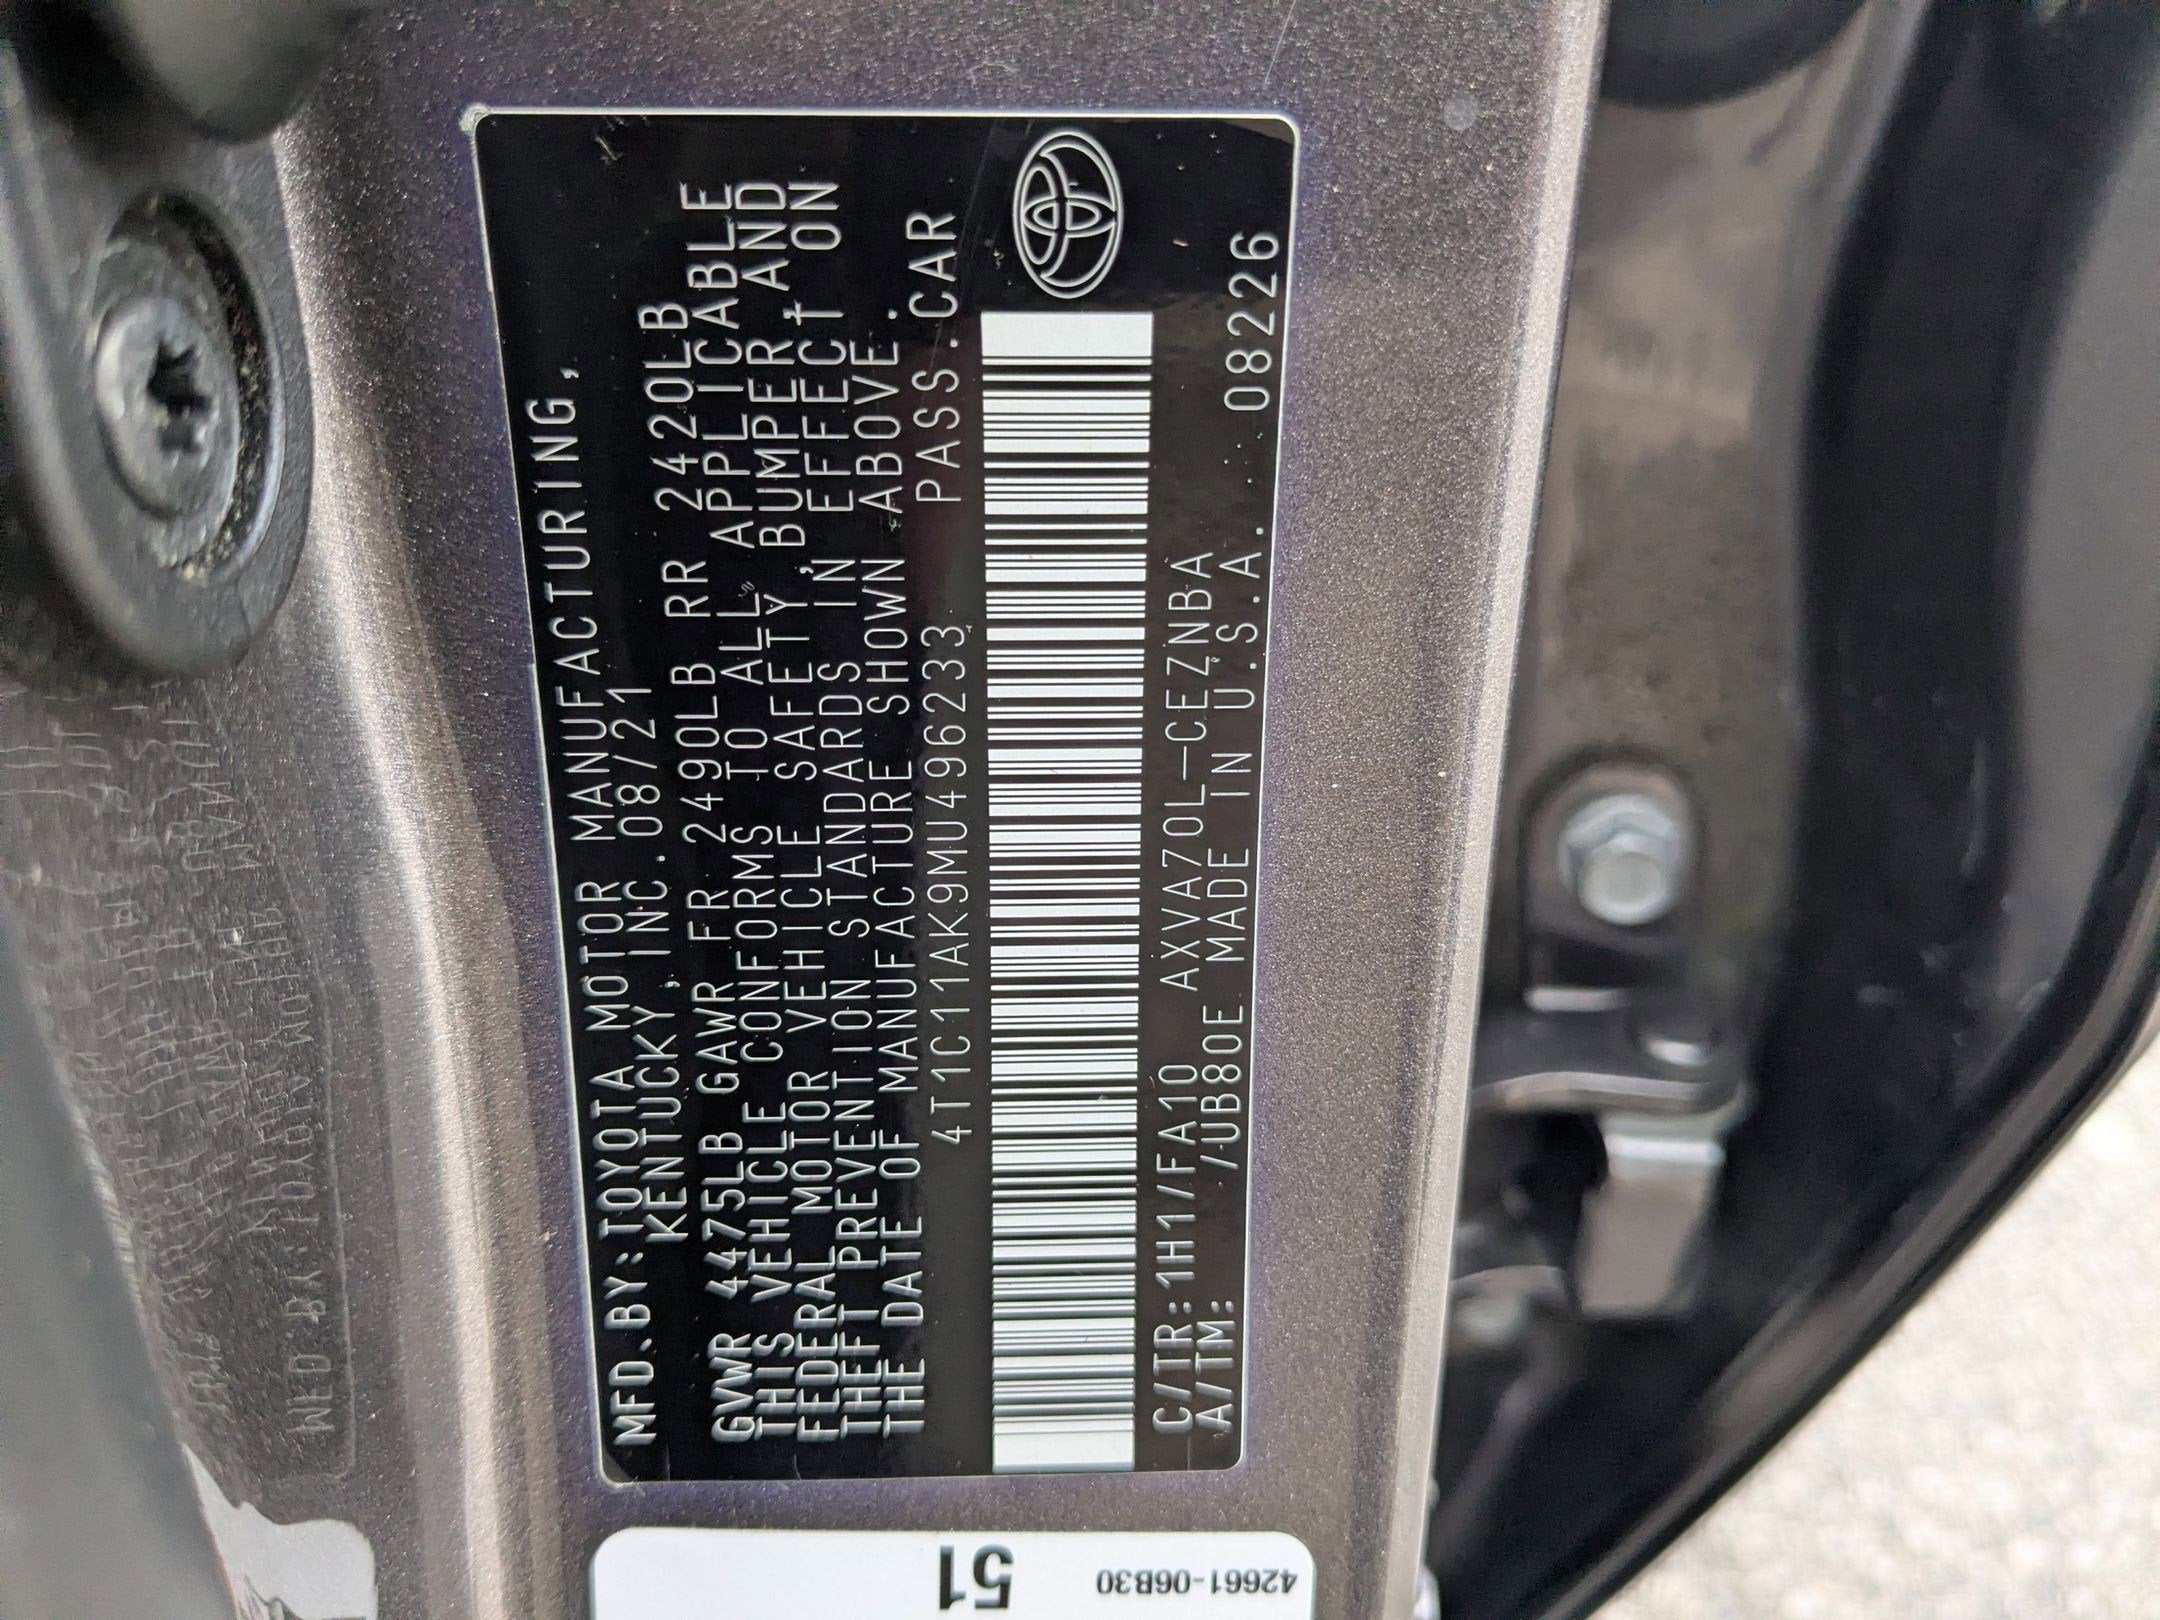 MFD.BY:TOYOTA MOTOR MANUFACTURING,
KENTUCKY, INC.08/21
GVWR 4475LB GAWR FR 2490LB RR 2420LB
THIS VEHICLE CONFORMS TO ALL APPLICABLE
FEDERAL MOTOR VEHICLE SAFETY, BUMPER, AND
THEFT PREVENTION STANDARDS IN EFFECT ON
THE DATE OF MANUFACTURE SHOWN ABOVE.
4T1C11AK9MU496233 PASS.CAR
C/TR:1H1/FA10 AXVA70L-CEZNBA
A/TM: /UB80E MADE IN U.S.A. 08226
51
42661-06B30